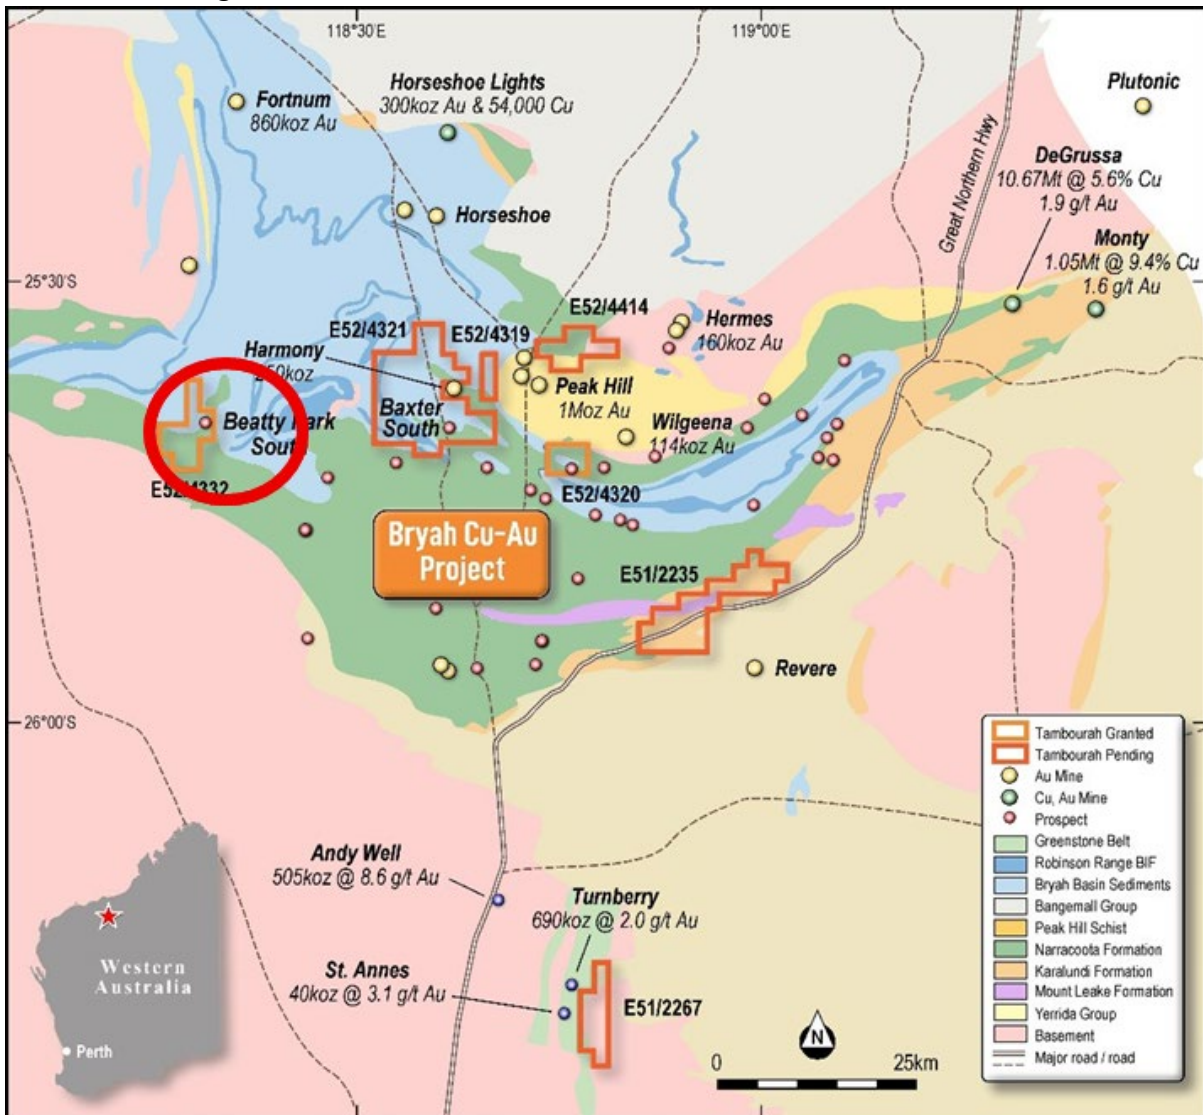 118°30'E
119°00'E
Plutonic
Fortnum
860koz Au
Horseshoe Lights
300koz Au & 54,000 Cu
Great Northern Hwy
DeGrussa
10.67Mt @ 5.6% Cu
1.9 g/t Au
Horseshoe
Monty
1.05Mt @ 9.4% Cu
1.6 g/t Au
25°30'S
E52/4414
E52/4321
E52/4319
Hermes
160koz Au
Harmony
250koz
Peak Hill
1Moz Au
Baxter
South
Wilgeena
114koz Au
Beatty Park
South
E52/4332
E52/4320
Bryah Cu-Au
Project
E51/2235
Revere
26°00'S
Tambourah Granted
Tambourah Pending
Au Mine
Cu, Au Mine
Prospect
Greenstone Belt
Robinson Range BIF
Bryah Basin Sediments
Bangemall Group
Peak Hill Schist
Narracoota Formation
Karalundi Formation
Mount Leake Formation
Yerrida Group
Basement
Major road / road
Andy Well
505koz @ 8.6 g/t Au
Turnberry
690koz @ 2.0 g/t Au
St. Annes
40koz @ 3.1 g/t Au
E51/2267
Western
Australia
Perth
N
0
25km